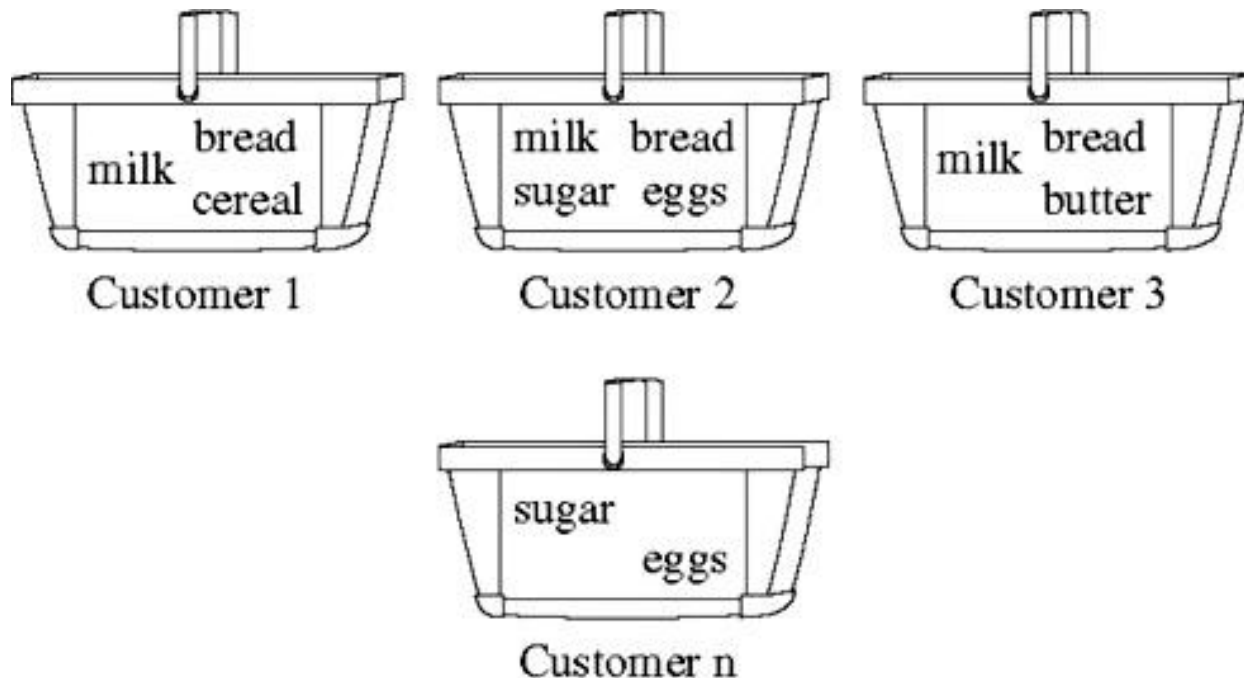 bread
milk
cereal
Customer 1
milk bread
sugar eggs
Customer 2
bread
milk
butter
Customer 3
sugar
eggs
Customer n